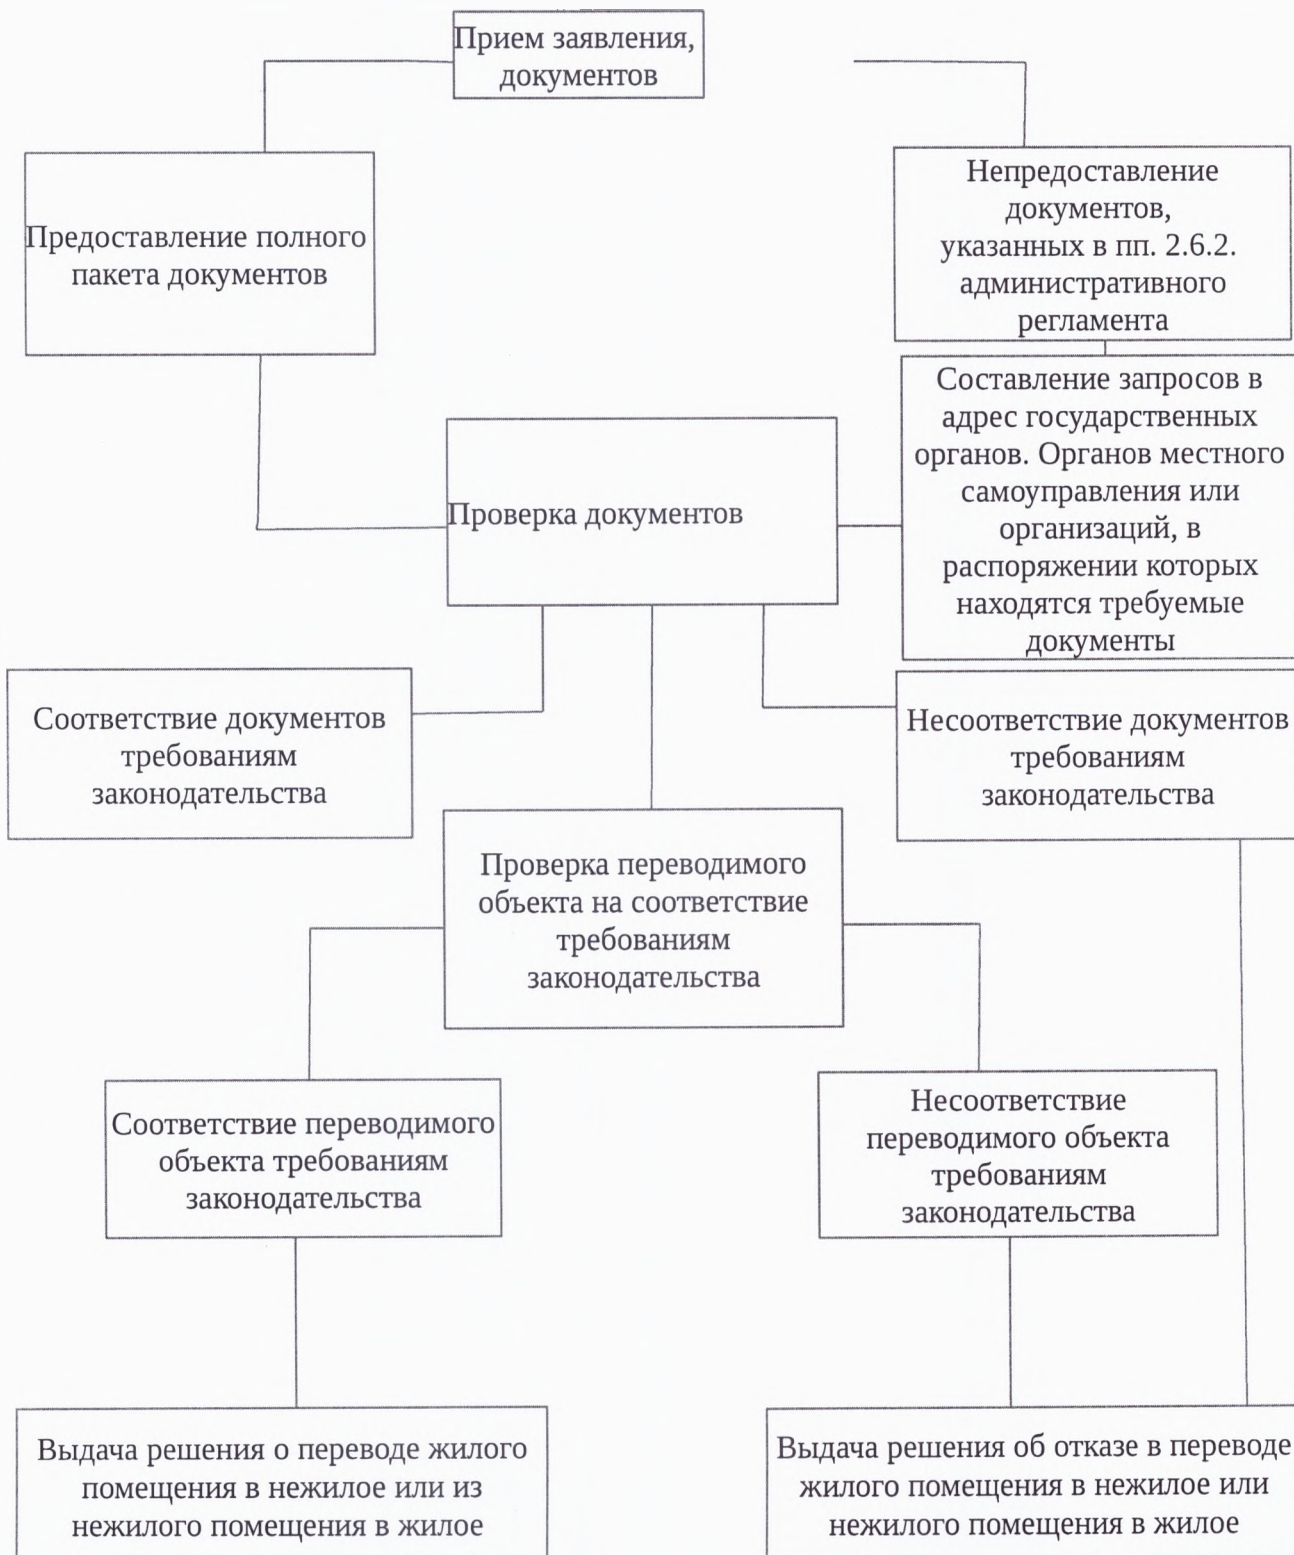 Прием заявления,
документов
Предоставление полного
пакета документов
Непредоставление
документов,
указанных в пп. 2.6.2.
административного
регламента
Составление запросов в
адрес государственных
органов. Органов местного
самоуправления или
организаций, в
распоряжении которых
находятся требуемые
документы
Проверка документов
Соответствие документов
требованиям
законодательства
Несоответствие документов
требованиям
законодательства
Проверка переводимого
объекта на соответствие
требованиям
законодательства
Соответствие переводимого
объекта требованиям
законодательства
Несоответствие
переводимого объекта
требованиям
законодательства
Выдача решения о переводе жилого
помещения в нежилое или из
нежилого помещения в жилое
Выдача решения об отказе в переводе
жилого помещения в нежилое или
нежилого помещения в жилое